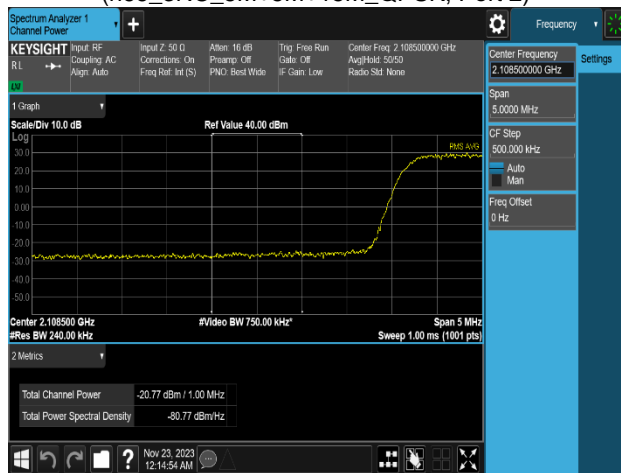 Spectrum Analyzer 1
Channel Power
Frequency
KEYSIGHT
Input: RF
Coupling: AC
Align: Auto
Input Z: 50 Ω
Corrections: On
Freq Ref: Int (S)
Atten: 16 dB
Preamp: Off
PNO: Best Wide
Trig: Free Run
Gate: Off
IF Gain: Low
Center Freq: 2.108500000 GHz
Avg|Hold: 50/50
Radio Std: None
RL
Center Frequency
2.108500000 GHz
Settings
Span
5.0000 MHz
CF Step
500.000 kHz
Auto
Man
Freq Offset
0 Hz
1 Graph
Scale/Div 10.0 dB
Ref Value 40.00 dBm
Log
RMS AVG
30.0
20.0
10.0
0.00
-10.0
-20.0
-30.0
-40.0
-50.0
Center 2.108500 GHz
#Video BW 750.00 kHz*
Span 5 MHz
#Res BW 240.00 kHz
Sweep 1.00 ms (1001 pts)
2 Metrics
Total Channel Power -20.77 dBm / 1.00 MHz
Total Power Spectral Density -80.77 dBm/Hz
?
Nov 23, 2023
12:14:54 AM